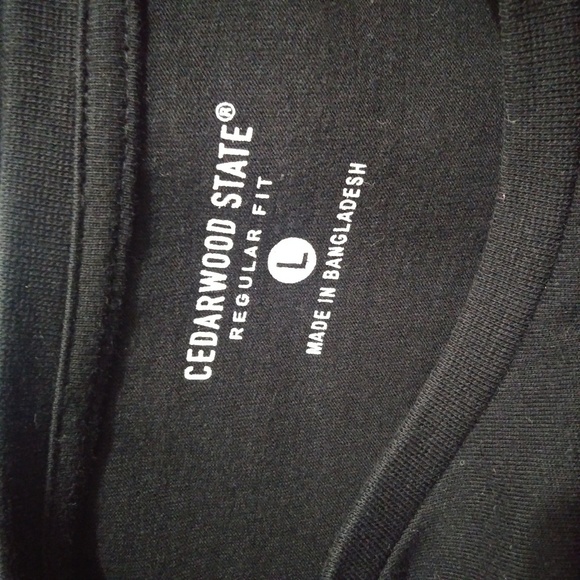 CEDARWOOD STATE®
REGULAR FIT
L
MADE IN BANGLADESH